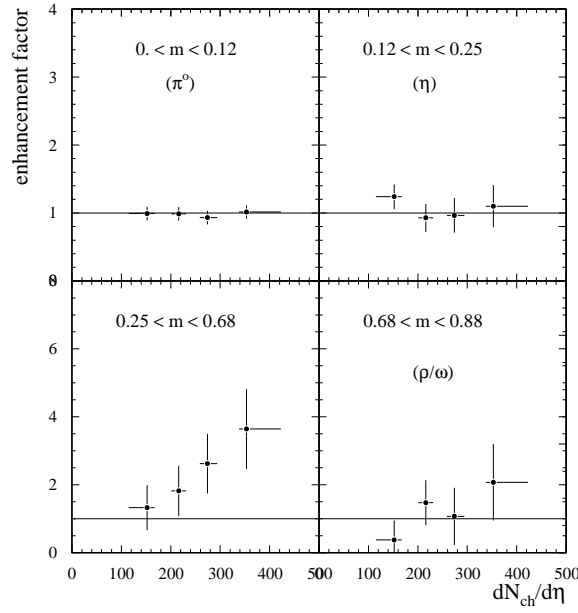 enhancement factor
4
3
2
1
0
0. < m < 0.12
(π°)
0.12 < m < 0.25
(η)
8
6
4
2
0
0.25 < m < 0.68
0.68 < m < 0.88
(ρ/ω)
0 100 200 300 400 500
0 100 200 300 400 500
dN_ch/dη